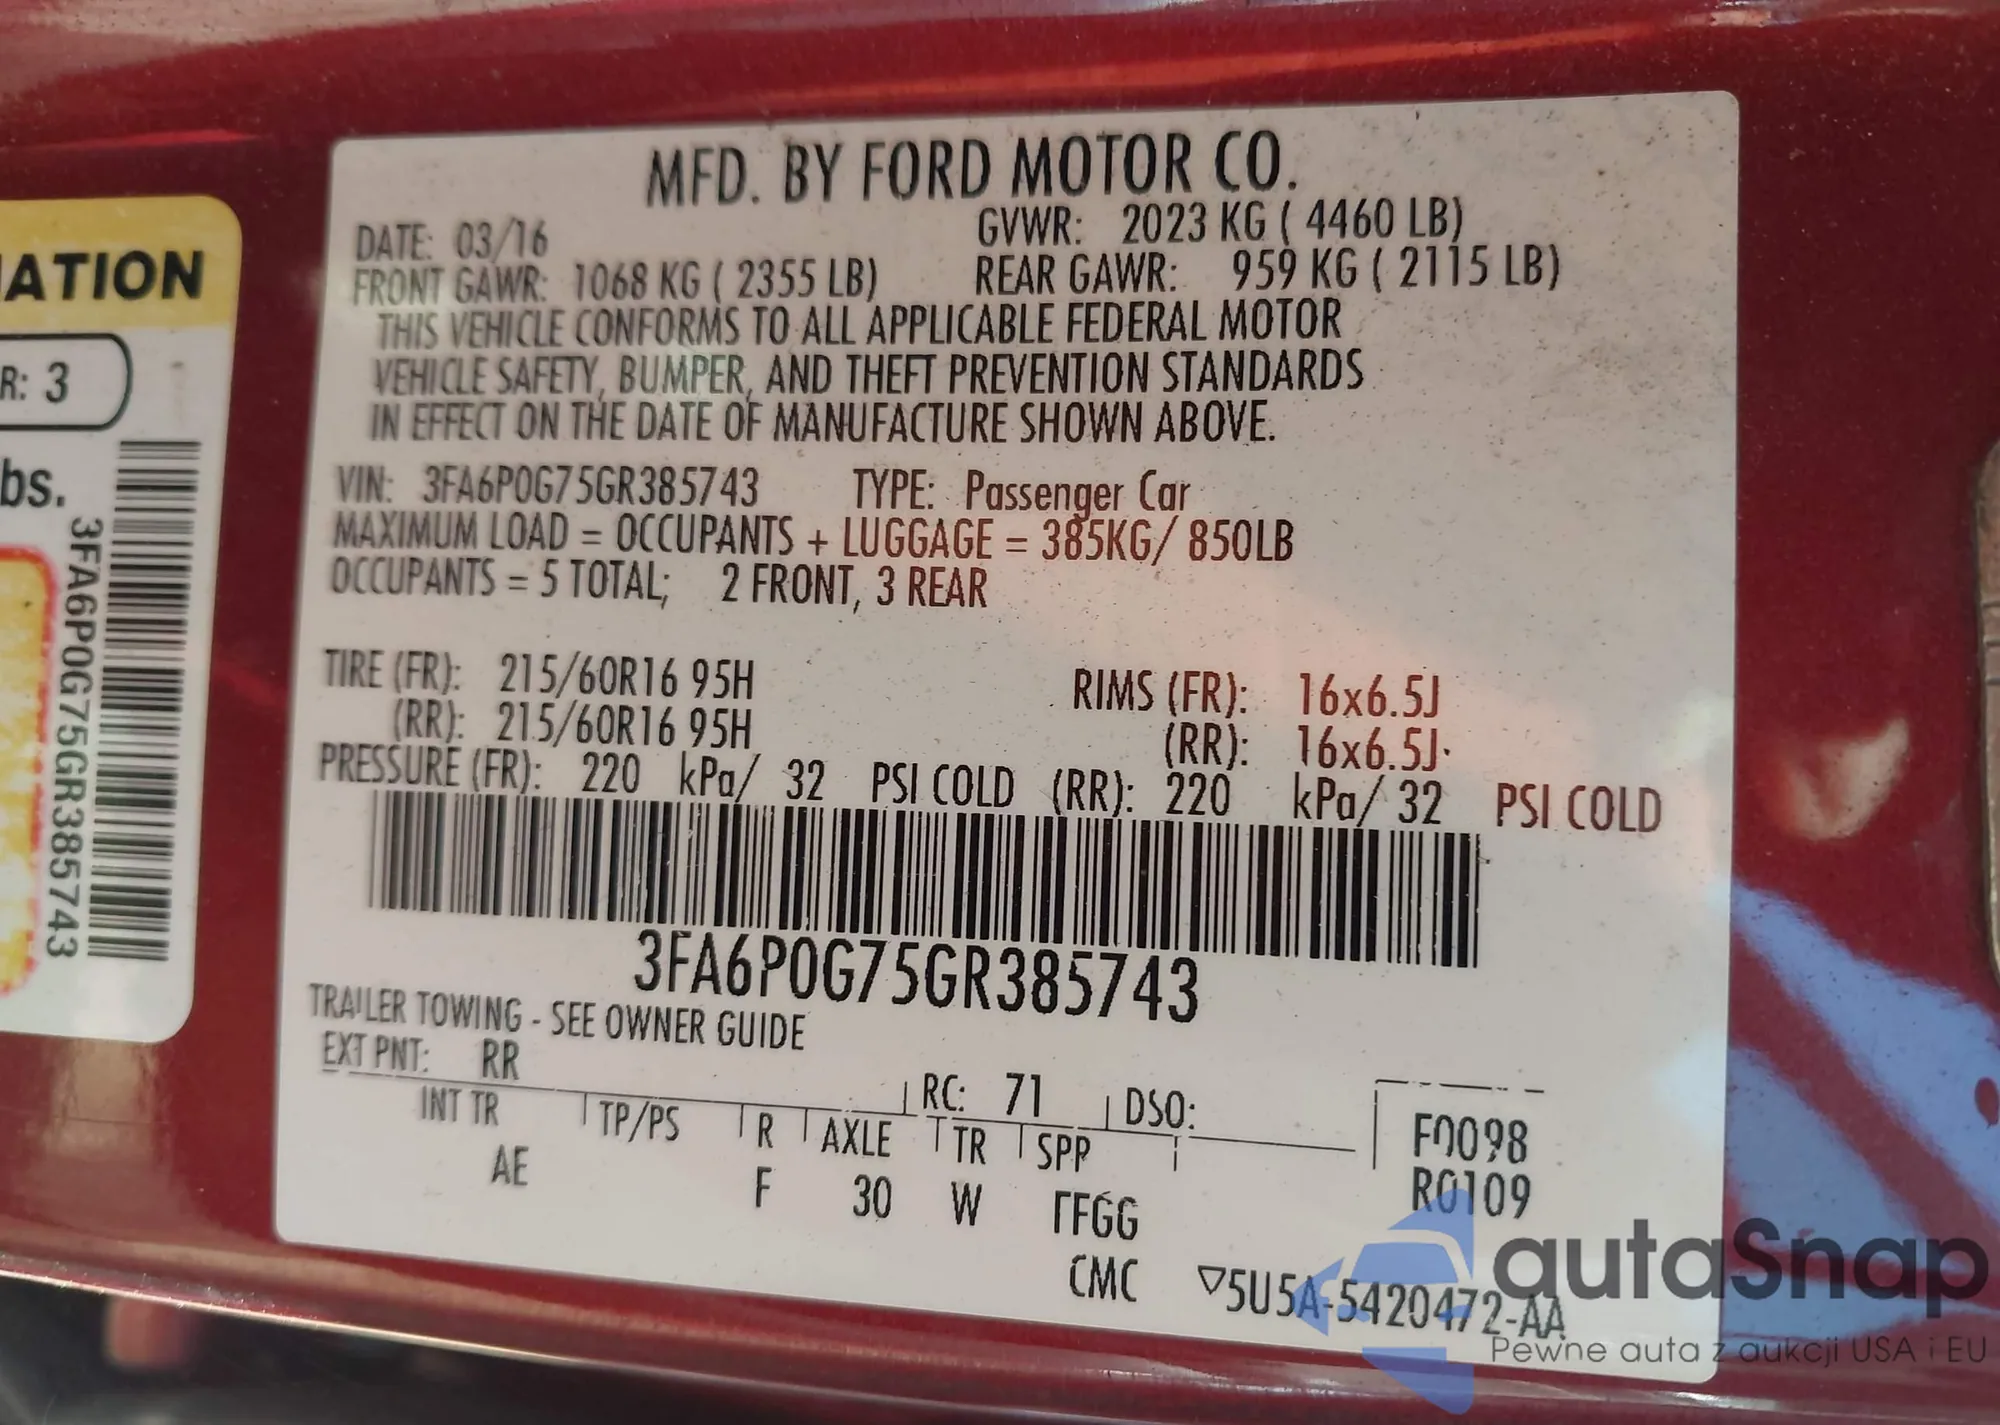 MFD. BY FORD MOTOR CO.
DATE: 03/16 GVWR: 2023 KG ( 4460 LB)
FRONT GAWR: 1068 KG ( 2355 LB) REAR GAWR: 959 KG ( 2115 LB)
THIS VEHICLE CONFORMS TO ALL APPLICABLE FEDERAL MOTOR
VEHICLE SAFETY, BUMPER, AND THEFT PREVENTION STANDARDS
IN EFFECT ON THE DATE OF MANUFACTURE SHOWN ABOVE.
VIN: 3FA6P0G75GR385743 TYPE: Passenger Car
MAXIMUM LOAD = OCCUPANTS + LUGGAGE = 385KG/ 850LB
OCCUPANTS = 5 TOTAL; 2 FRONT, 3 REAR
TIRE (FR): 215/60R16 95H RIMS (FR): 16x6.5J
(RR): 215/60R16 95H (RR): 16x6.5J
PRESSURE (FR): 220 kPa/ 32 PSI COLD (RR): 220 kPa/ 32 PSI COLD
3FA6P0G75GR385743
TRAILER TOWING - SEE OWNER GUIDE
EXT PNT: RR RC: 71 DSO:
INT TR TP/PS R AXLE TR SPP F0098
AE F 30 W FFGG R0109
CMC ▽5U5A-5420472-AA
ATION
R: 3
bs.
3FA6P0G75GR385743
autaSnap
Pewne auta z aukcji USA i EU